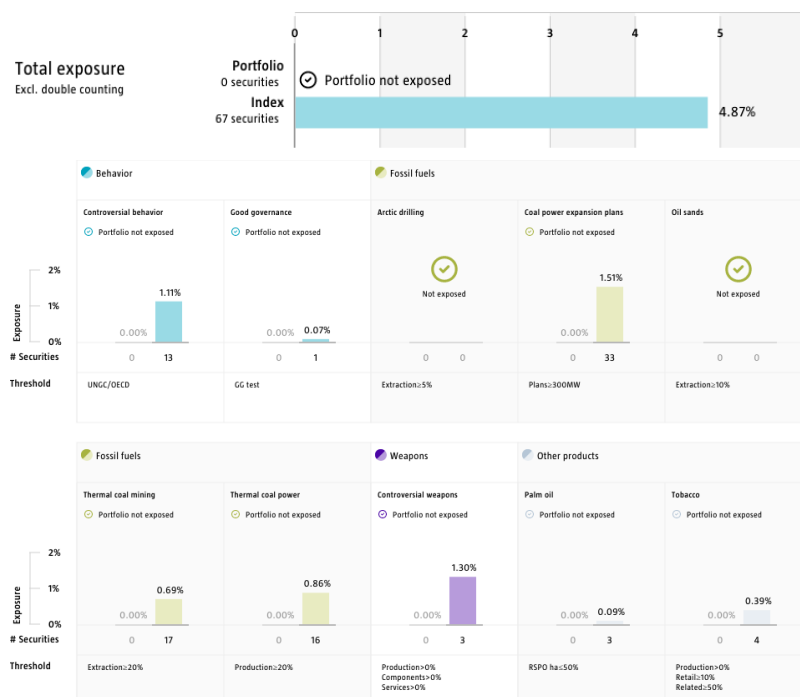 0 1 2 3 4 5
Total exposure
Excl. double counting
Portfolio
0 securities
Portfolio not exposed
Index
67 securities
4.87%
Behavior
Fossil fuels
Controversial behavior
Good governance
Arctic drilling
Coal power expansion plans
Oil sands
Portfolio not exposed
Portfolio not exposed
Portfolio not exposed
Not exposed
Not exposed
Exposure
2%
1%
0%
0.00% 1.11%
0.00% 0.07%
0.00% 1.51%
# Securities
0 13
0 1
0 0
0 33
0 0
Threshold
UNGC/OECD
GG test
Extraction≥5%
Plans≥300MW
Extraction≥10%
Fossil fuels
Weapons
Other products
Thermal coal mining
Thermal coal power
Controversial weapons
Palm oil
Tobacco
Portfolio not exposed
Portfolio not exposed
Portfolio not exposed
Portfolio not exposed
Portfolio not exposed
Exposure
2%
1%
0%
0.00% 0.69%
0.00% 0.86%
0.00% 1.30%
0.00% 0.09%
0.00% 0.39%
# Securities
0 17
0 16
0 3
0 3
0 4
Threshold
Extraction≥20%
Production≥20%
Production>0%
Components>0%
Services>0%
RSPO ha≤50%
Production>0%
Retail≥10%
Related≥50%